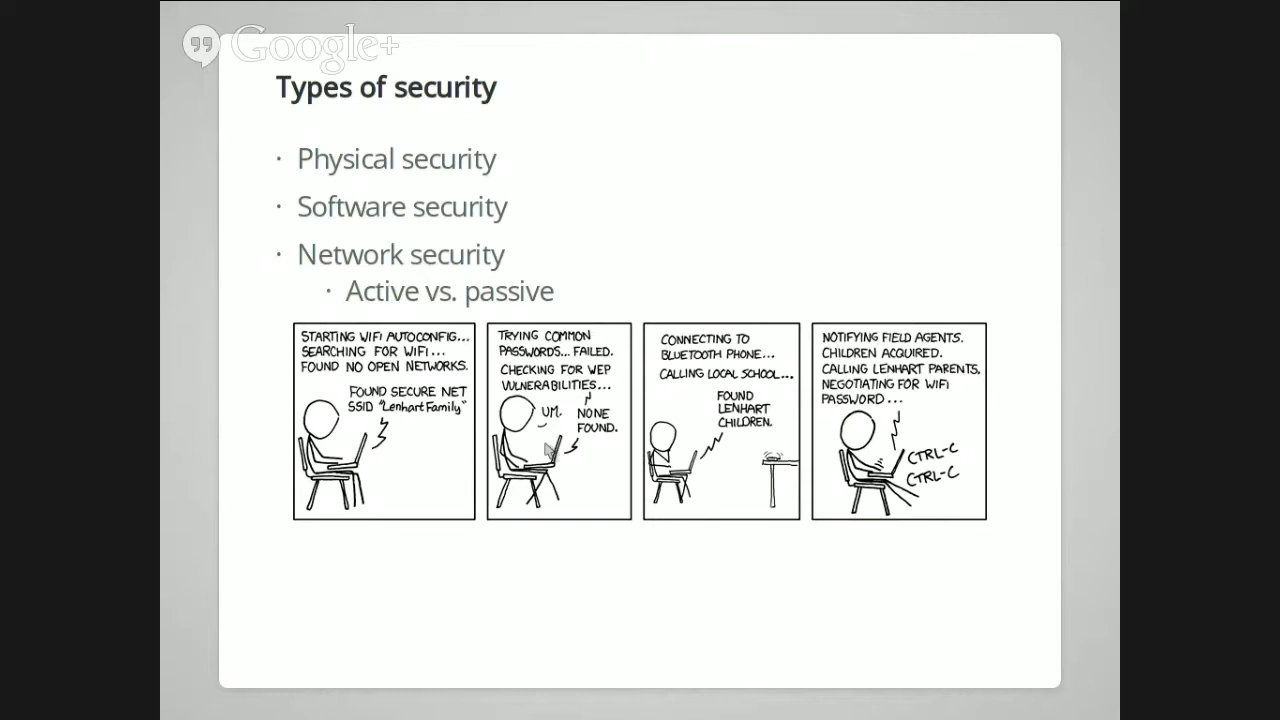 Google+
Types of security
· Physical security
· Software security
· Network security
· Active vs. passive
STARTING WIFI AUTOCONFIG...
SEARCHING FOR WIFI...
FOUND NO OPEN NETWORKS.
FOUND SECURE NET
SSID "LenhartFamily"
TRYING COMMON
PASSWORDS... FAILED.
CHECKING FOR WEP
VULNERABILITIES...
UM.
NONE
FOUND.
CONNECTING TO
BLUETOOTH PHONE...
CALLING LOCAL SCHOOL...
FOUND
LENHART
CHILDREN.
NOTIFYING FIELD AGENTS.
CHILDREN ACQUIRED.
CALLING LENHART PARENTS.
NEGOTIATING FOR WIFI
PASSWORD...
CTRL-C
CTRL-C